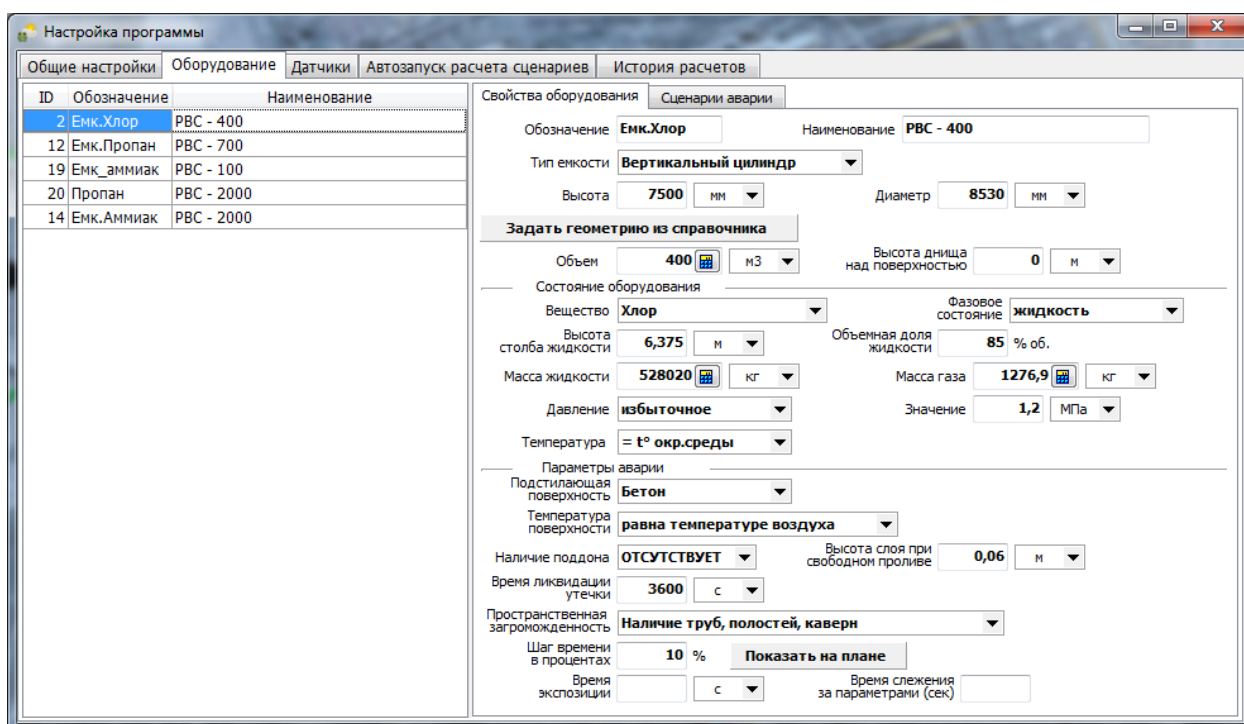 Настройка программы
Общие настройки Оборудование Датчики Автозапуск расчета сценариев История расчетов
ID Обозначение Наименование
2 Емк.Хлор РВС - 400
12 Емк.Пропан РВС - 700
19 Емк_аммиак РВС - 100
20 Пропан РВС - 2000
14 Емк.Аммиак РВС - 2000
Свойства оборудования Сценарии аварии
Обозначение Емк.Хлор Наименование РВС - 400
Тип емкости Вертикальный цилиндр
Высота 7500 мм Диаметр 8530 мм
Задать геометрию из справочника
Объем 400 м3 Высота днища
над поверхностью 0 м
Состояние оборудования
Вещество Хлор Фазовое
состояние жидкость
Высота
столба жидкости 6,375 м Объемная доля
жидкости 85 % об.
Масса жидкости 528020 кг Масса газа 1276,9 кг
Давление избыточное Значение 1,2 МПа
Температура = t° окр.среды
Параметры аварии
Подстилающая
поверхность Бетон
Температура
поверхности равна температуре воздуха
Наличие поддона ОТСУТСТВУЕТ Высота слоя при
свободном проливе 0,06 м
Время ликвидации
утечки 3600 с
Пространственная
загроможденность Наличие труб, полостей, каверн
Шаг времени
в процентах 10 % Показать на плане
Время
экспозиции с Время слежения
за параметрами (сек)